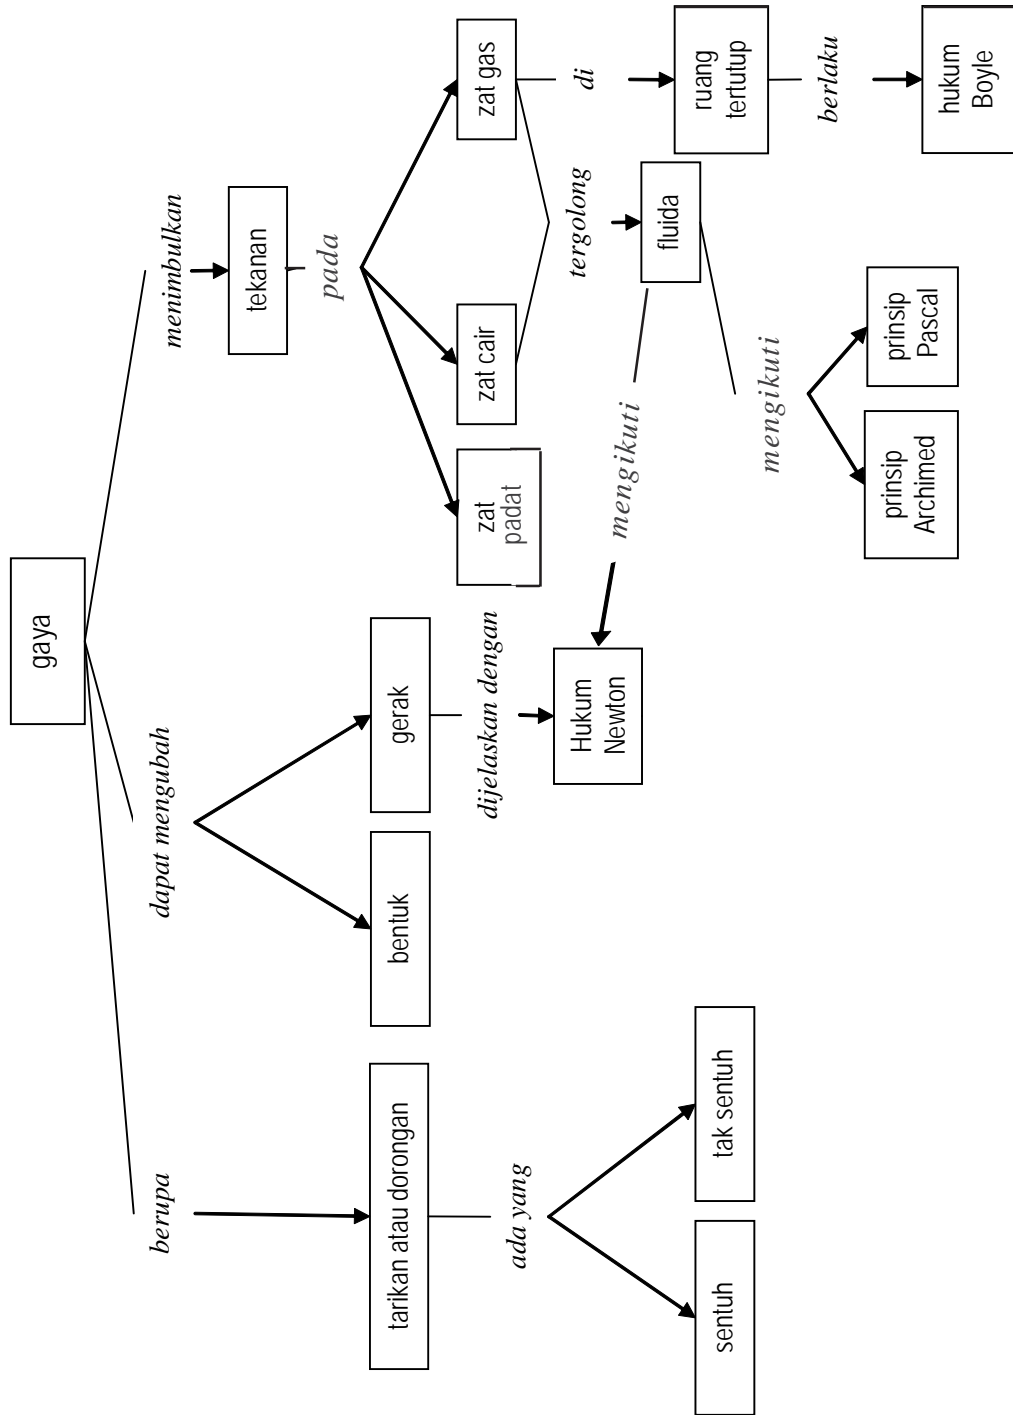 gaya
berupa
dapat mengubah
menimbulkan
tarikan atau dorongan
bentuk
gerak
tekanan
ada yang
dijelaskan dengan
pada
sentuh
tak sentuh
Hukum
Newton
zat
padat
zat cair
zat gas
mengikuti
tergolong
di
fluida
ruang
tertutup
mengikuti
berlaku
prinsip
Archimed
prinsip
Pascal
hukum
Boyle